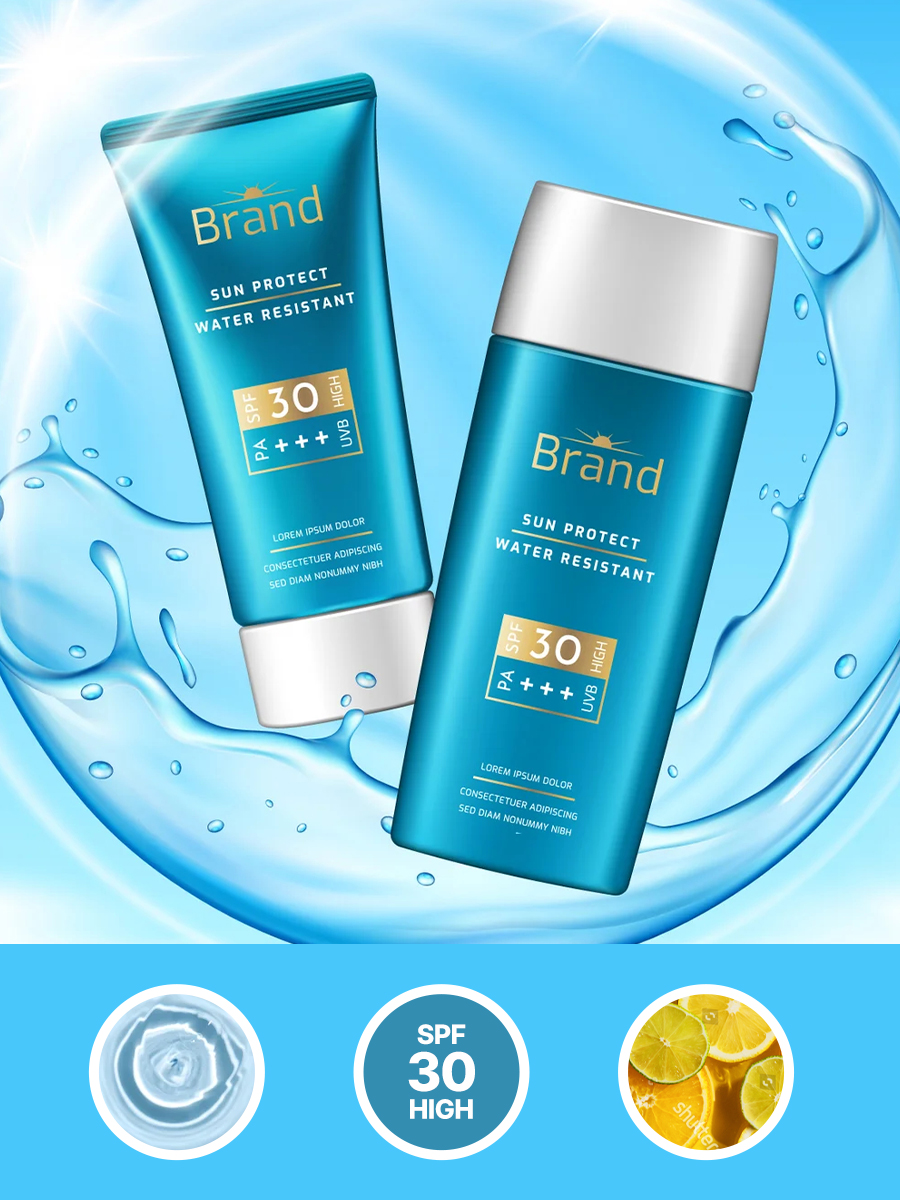 Brand
SUN PROTECT
WATER RESISTANT
SPF 30 HIGH
PA +++ UVB
LOREM IPSUM DOLOR
CONSECTETUER ADIPISCING
SED DIAM NONUMMY NIBH
Brand
SUN PROTECT
WATER RESISTANT
SPF 30 HIGH
PA +++ UVB
LOREM IPSUM DOLOR
CONSECTETUER ADIPISCING
SED DIAM NONUMMY NIBH
SPF
30
HIGH